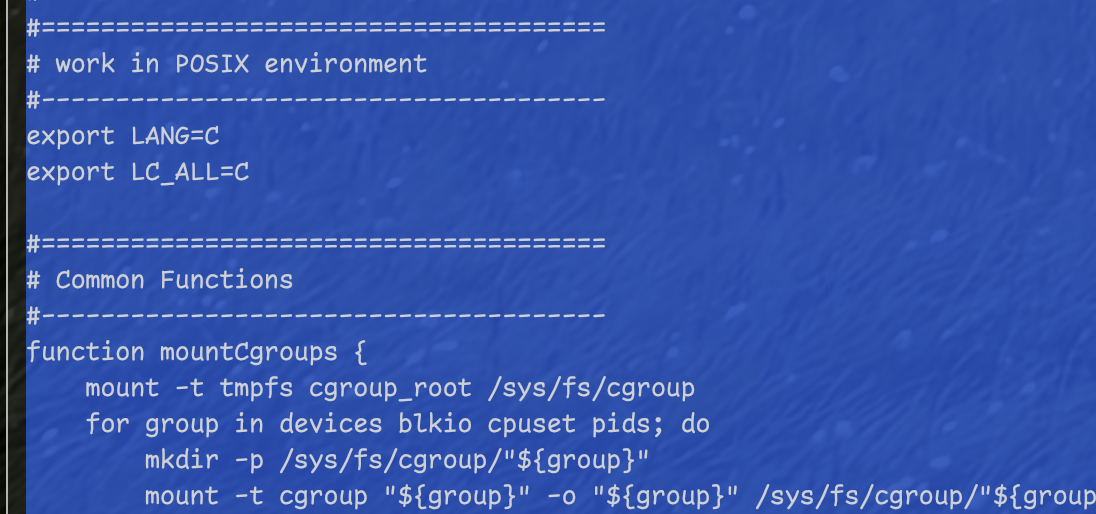 #======================================
# work in POSIX environment
#--------------------------------------
export LANG=C
export LC_ALL=C
#======================================
# Common Functions
#--------------------------------------
function mountCgroups {
mount -t tmpfs cgroup_root /sys/fs/cgroup
for group in devices blkio cpuset pids; do
mkdir -p /sys/fs/cgroup/"${group}"
mount -t cgroup "${group}" -o "${group}" /sys/fs/cgroup/"${group